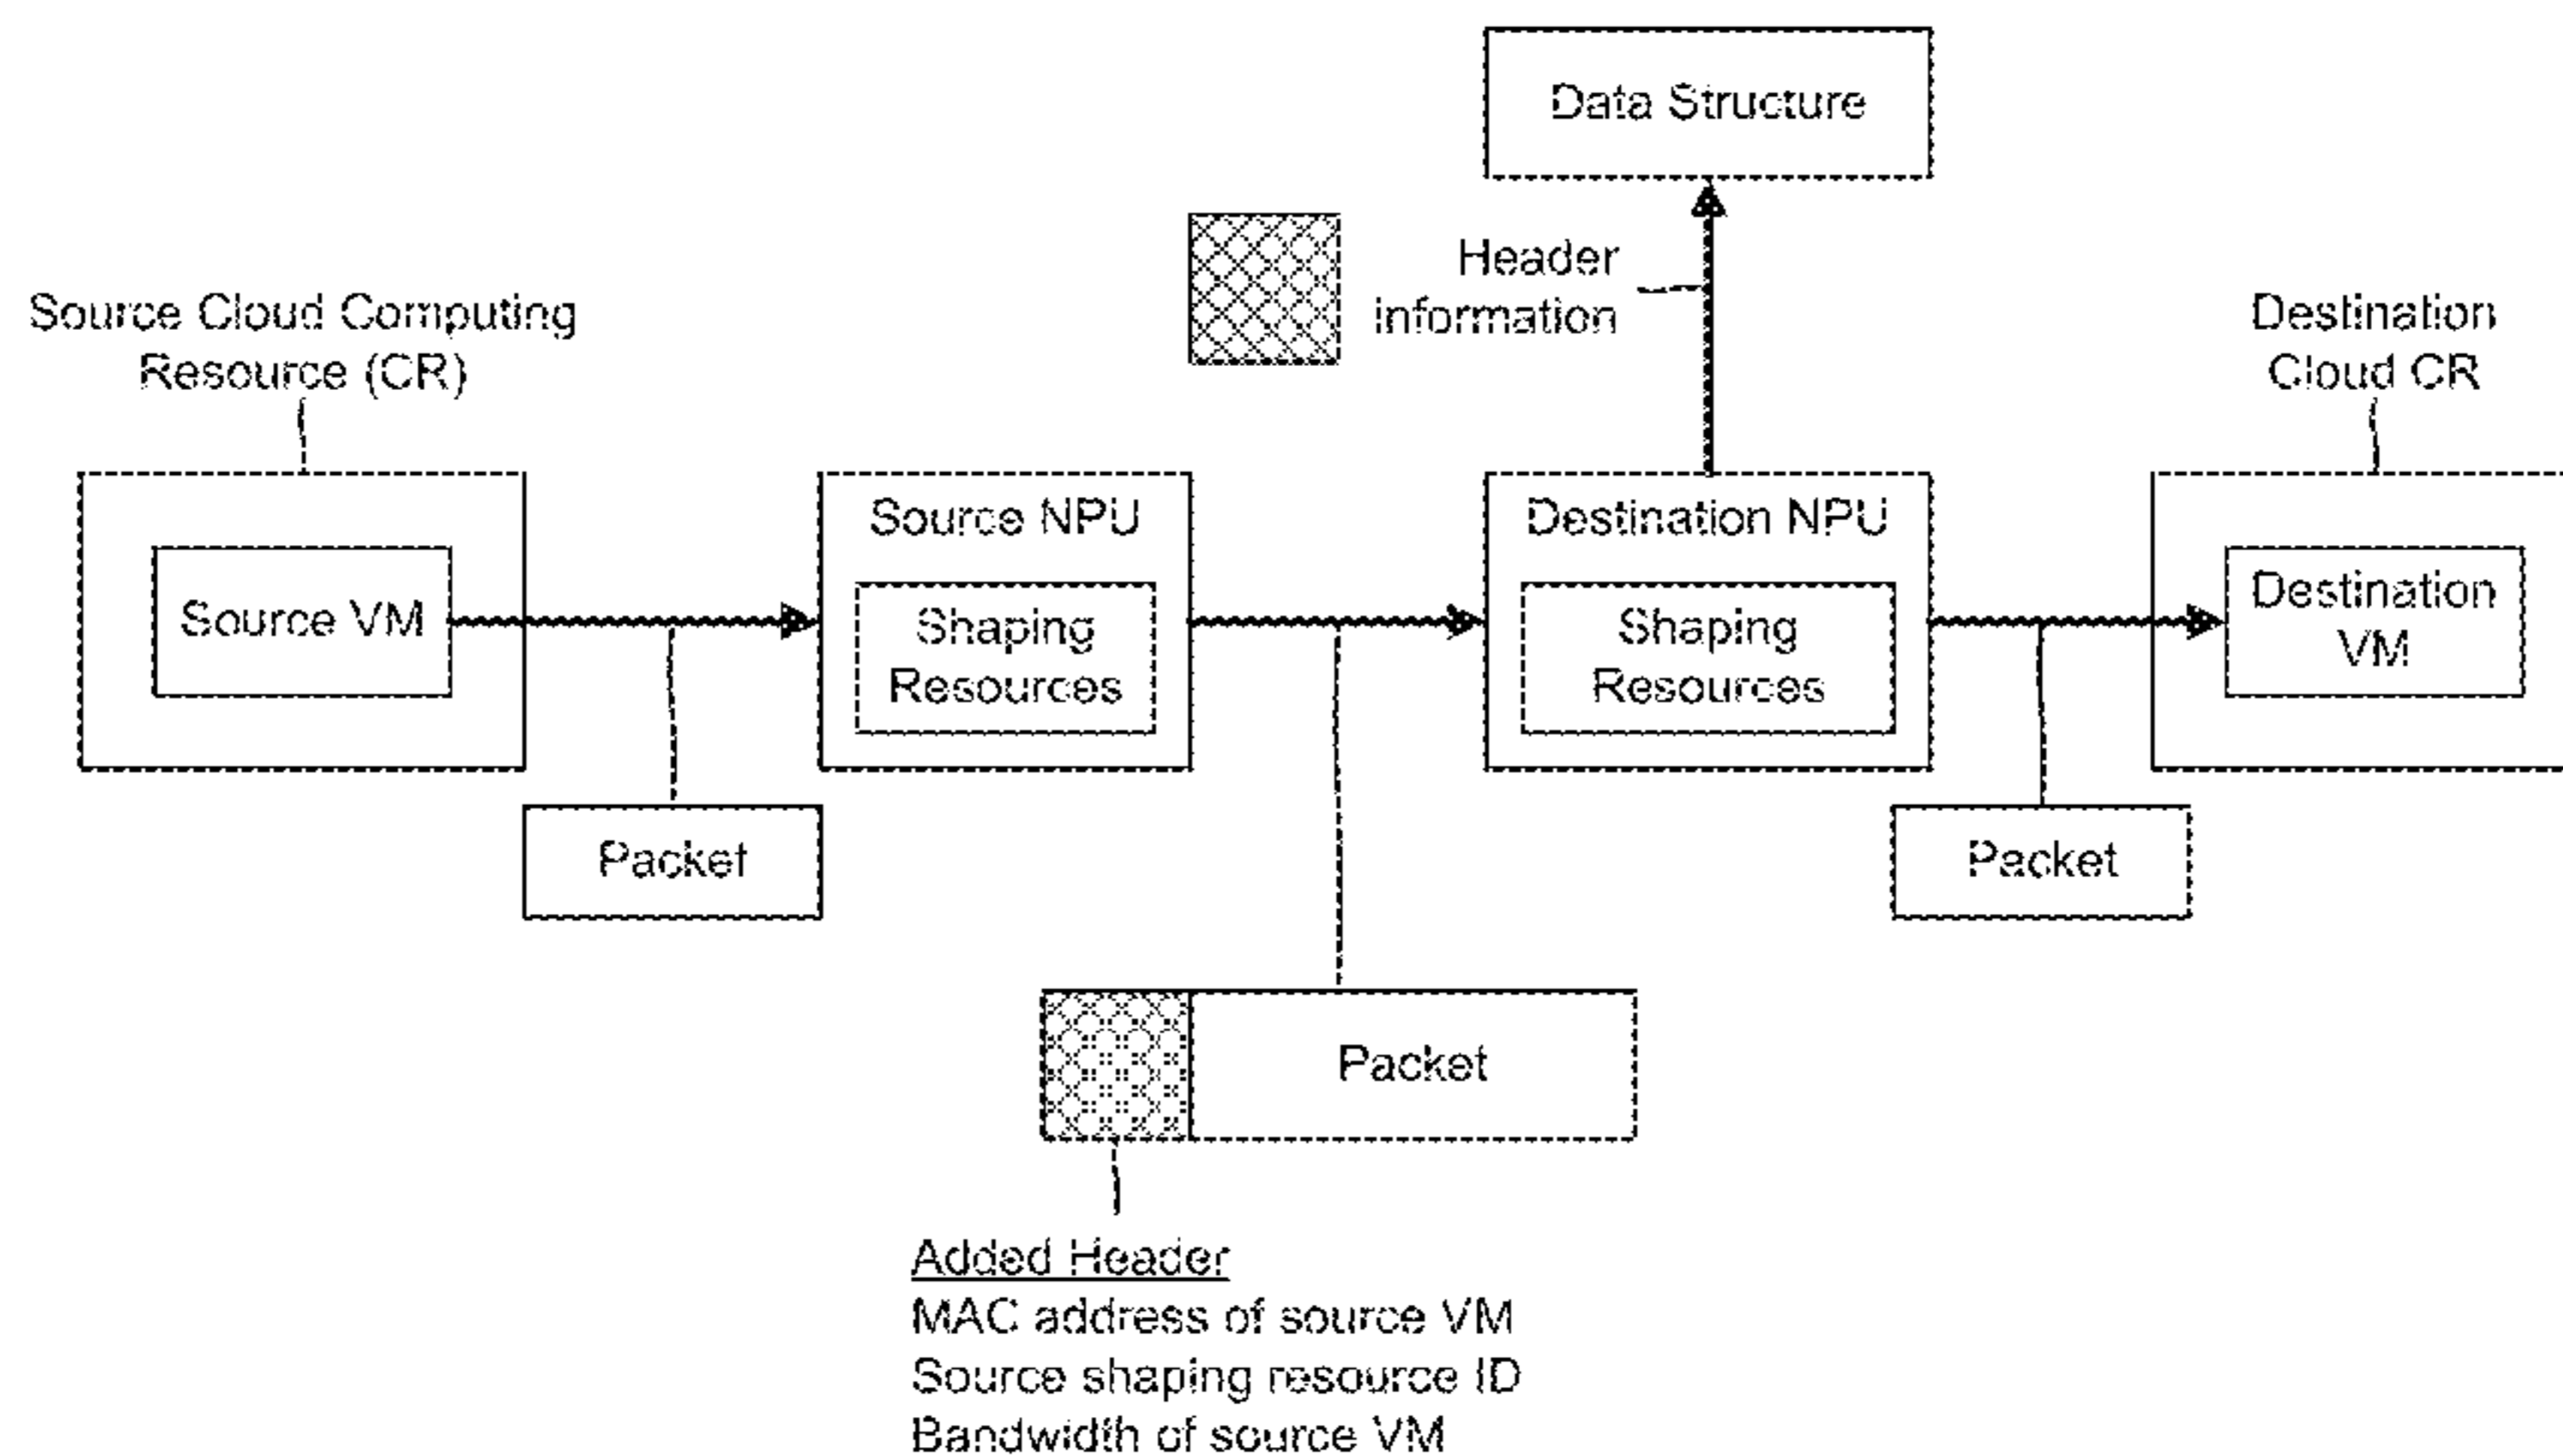 Data Structure
Header
information
Source Cloud Computing
Resource (CR)
Destination
Cloud CR
Source NPU
Destination NPU
Source VM
Shaping
Resources
Shaping
Resources
Destination
VM
Packet
Packet
Packet
Added Header
MAC address of source VM
Source shaping resource ID
Bandwidth of source VM